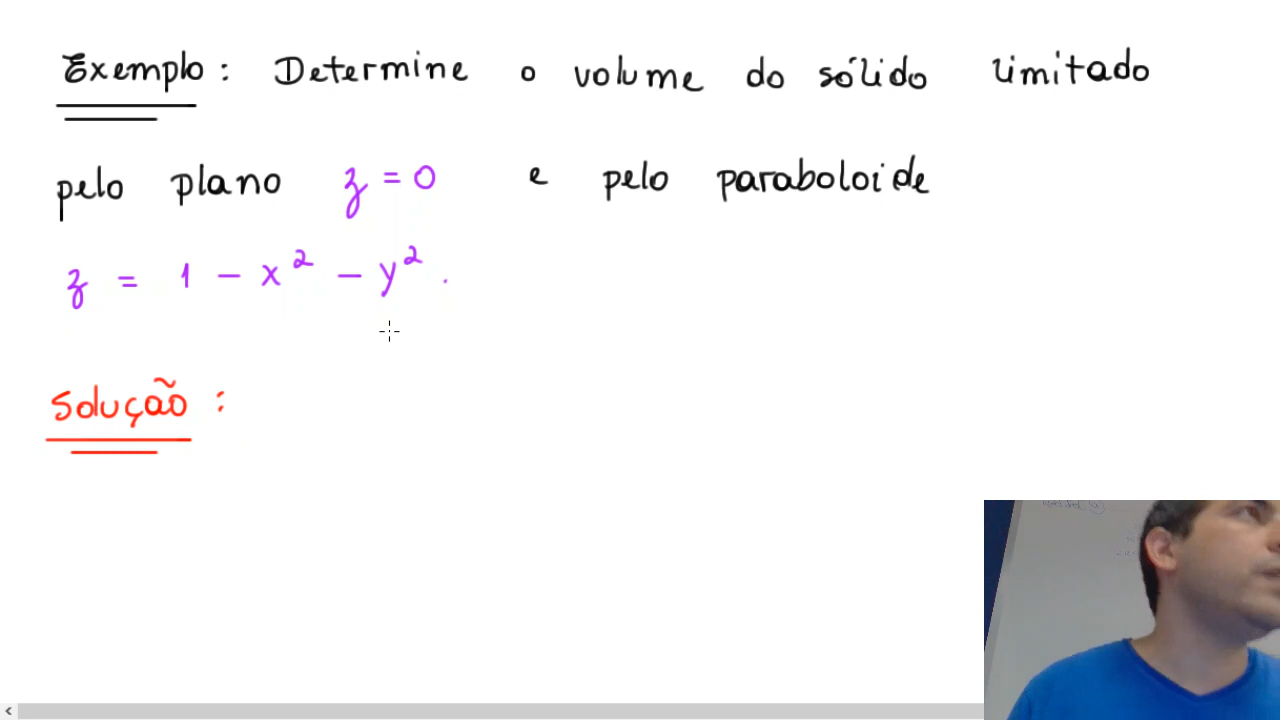 Exemplo: Determine o volume do sólido limitado
pelo plano z = 0 e pelo paraboloide
z = 1 - x² - y².
Solução: